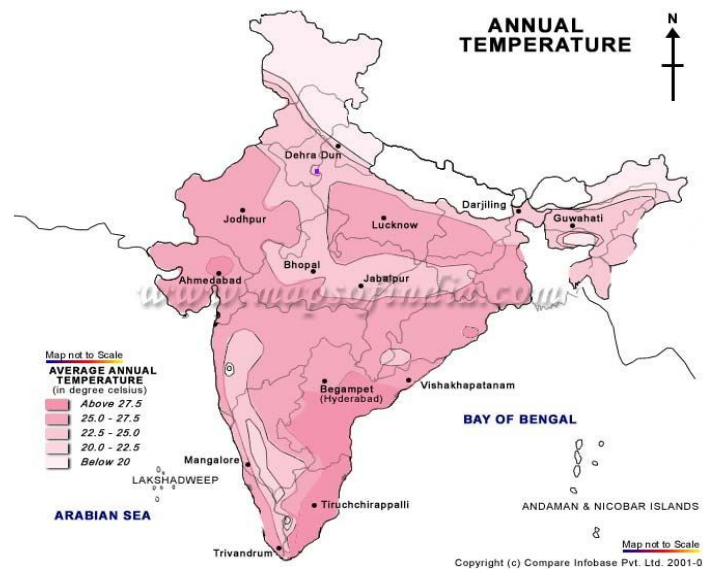 ANNUAL
TEMPERATURE
N
Dehra Dun
Darjiling
Guwahati
Jodhpur
Lucknow
Bhopal
Jabalpur
Ahmedabad
www.mapsofindia.com
Map not to Scale
AVERAGE ANNUAL
TEMPERATURE
(in degree celsius)
Above 27.5
25.0 - 27.5
22.5 - 25.0
20.0 - 22.5
Below 20
Begampet
(Hyderabad)
Vishakhapatanam
BAY OF BENGAL
Mangalore
LAKSHADWEEP
ARABIAN SEA
Tiruchchirappalli
ANDAMAN & NICOBAR ISLANDS
Trivandrum
Map not to Scale
Copyright (c) Compare Infobase Pvt. Ltd. 2001-0